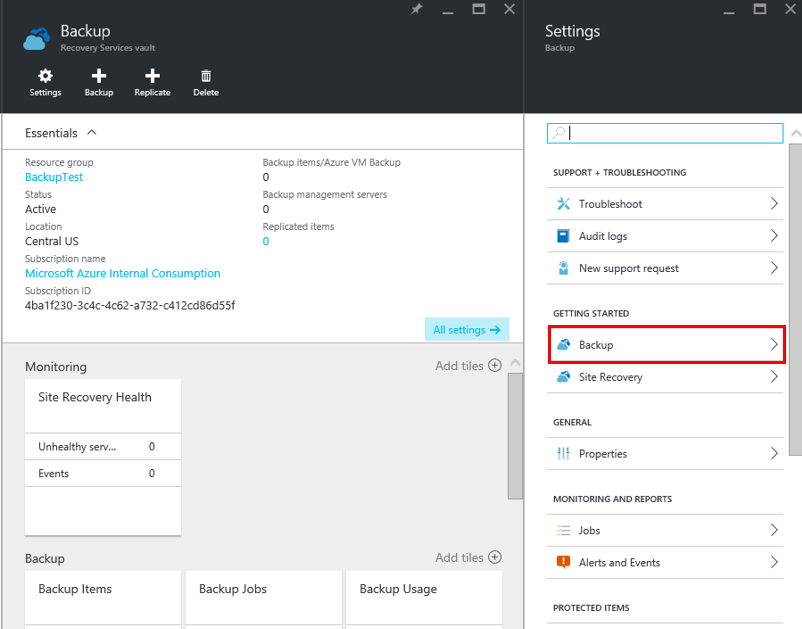 Backup
Recovery Services vault
Settings
Backup
Replicate
Delete
Essentials
Resource group
BackupTest
Status
Active
Location
Central US
Subscription name
Microsoft Azure Internal Consumption
Subscription ID
4ba1f230-3c4c-4c62-a732-c412cd86d55f
Backup items/Azure VM Backup
0
Backup management servers
0
Replicated items
0
All settings
Monitoring
Add tiles
Site Recovery Health
Unhealthy serv... 0
Events 0
Backup
Add tiles
Backup Items
Backup Jobs
Backup Usage
Settings
Backup
SUPPORT + TROUBLESHOOTING
Troubleshoot
Audit logs
New support request
GETTING STARTED
Backup
Site Recovery
GENERAL
Properties
MONITORING AND REPORTS
Jobs
Alerts and Events
PROTECTED ITEMS